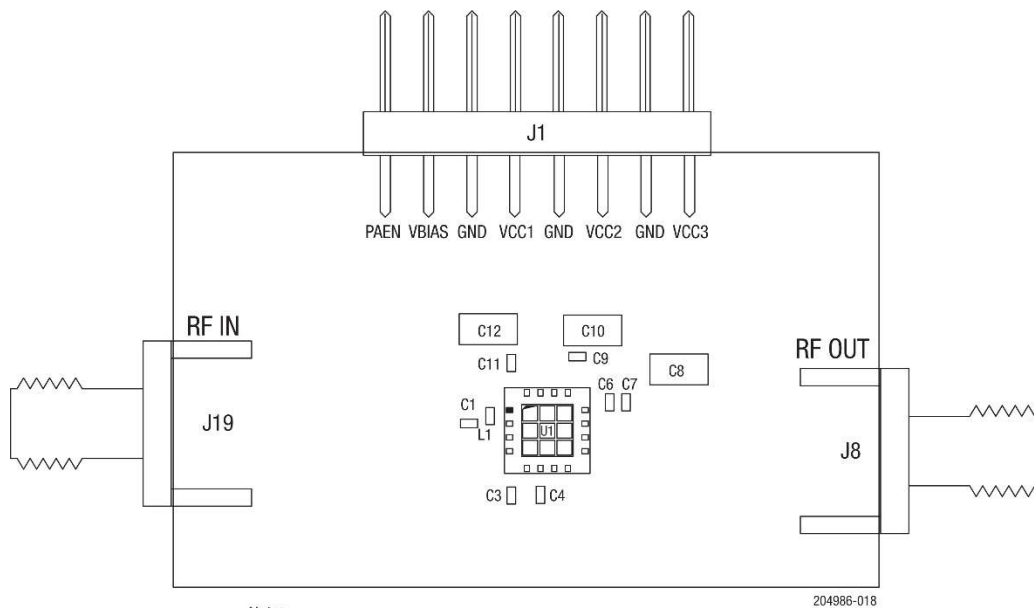 J1
PAEN VBIAS GND VCC1 GND VCC2 GND VCC3
RF IN
C12
C10
C11
C9
RF OUT
C8
C6 C7
C1
L1
U1
J19
J8
C3
C4
204986-018